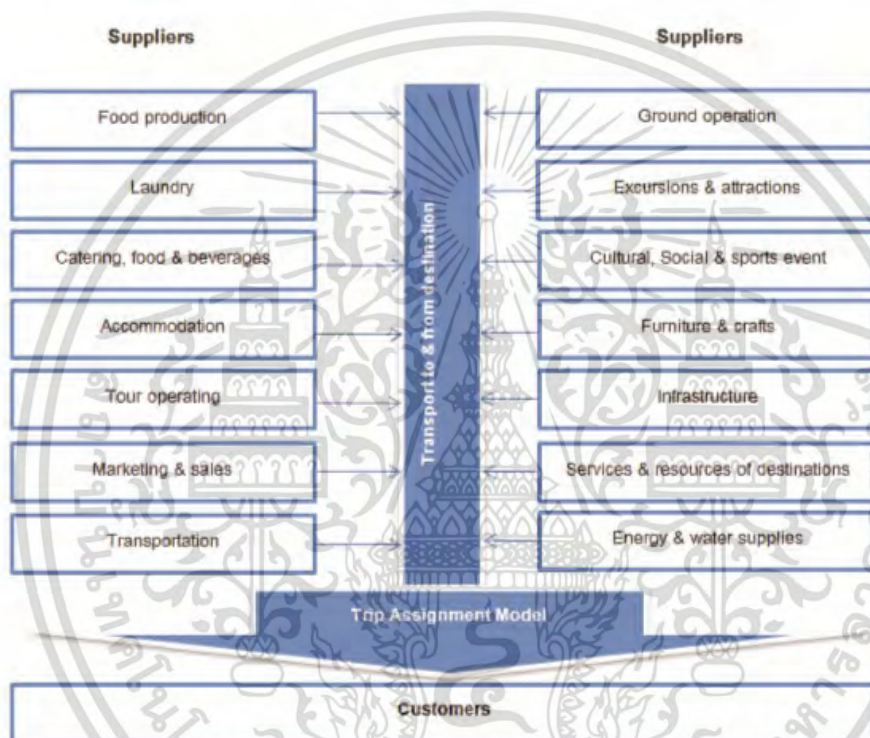 Suppliers
Suppliers
Food production
Ground operation
Laundry
Excursions & attractions
Catering, food & beverages
Cultural, Social & sports event
Accommodation
Furniture & crafts
Tour operating
Infrastructure
Marketing & sales
Services & resources of destinations
Transportation
Energy & water supplies
Transport to & from destination
Trip Assignment Model
Customers